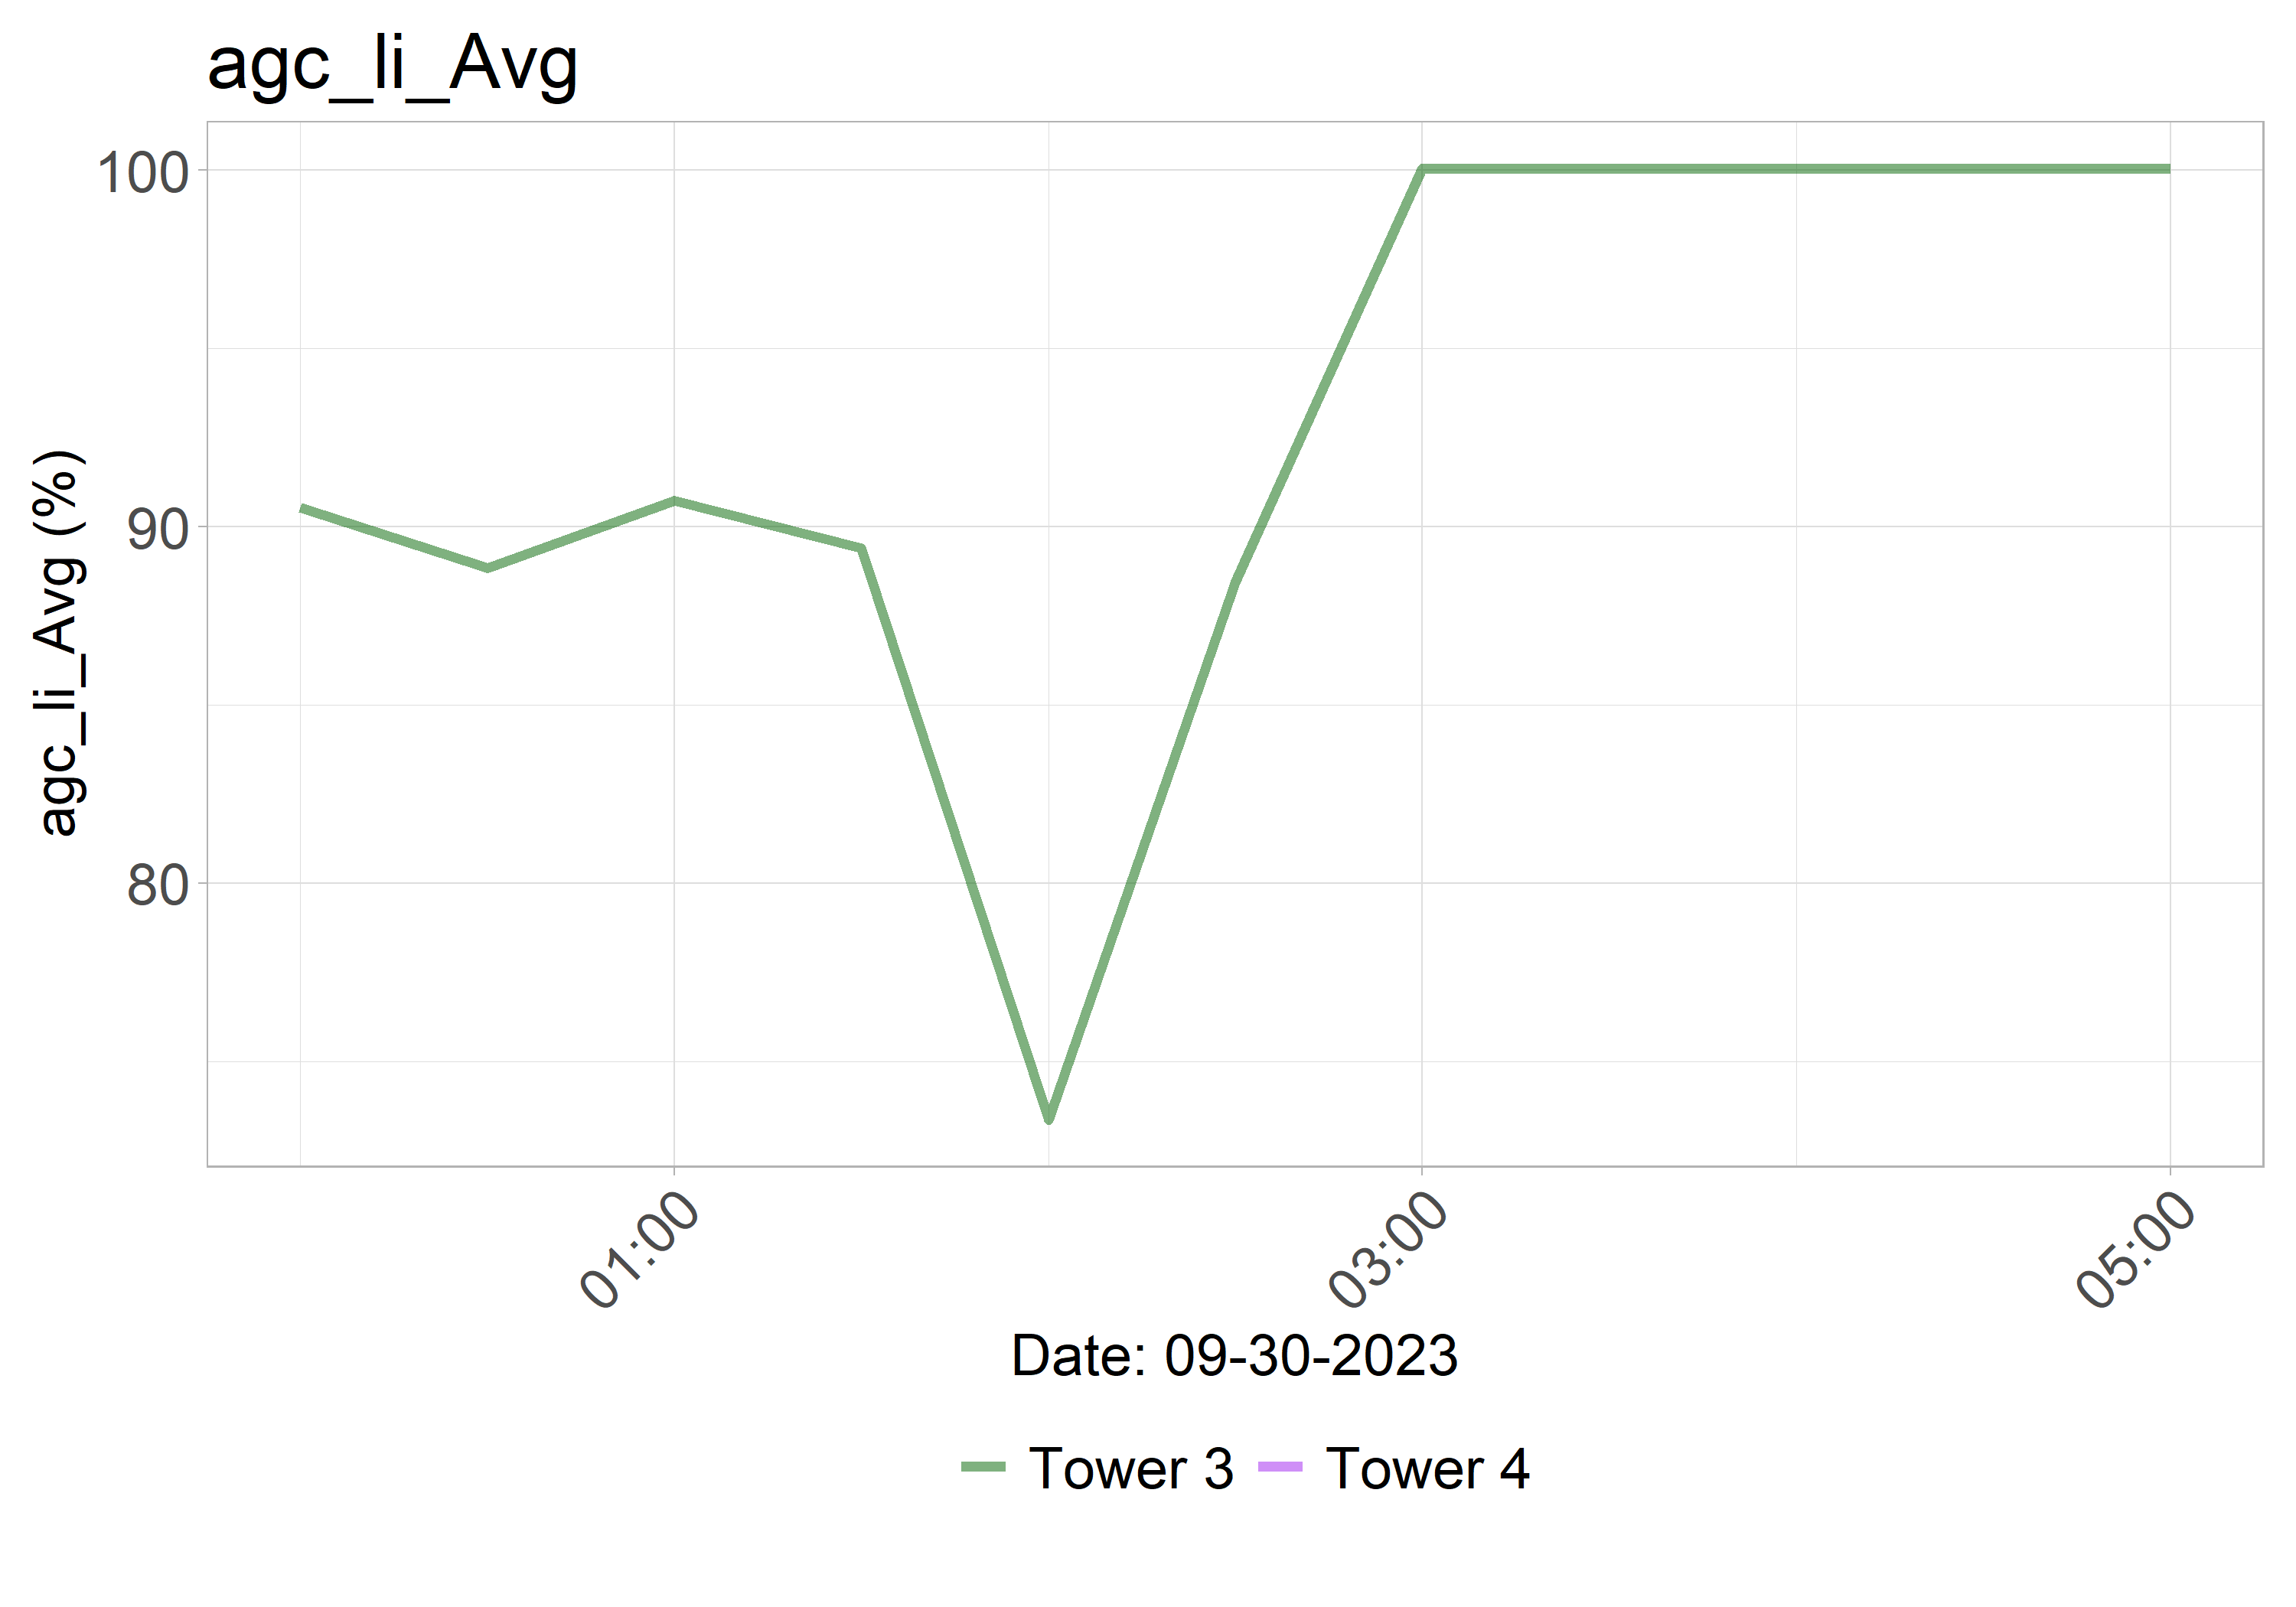 agc_li_Avg
agc_li_Avg (%)
100
90
80
01:00
03:00
05:00
Date: 09-30-2023
Tower 3
Tower 4